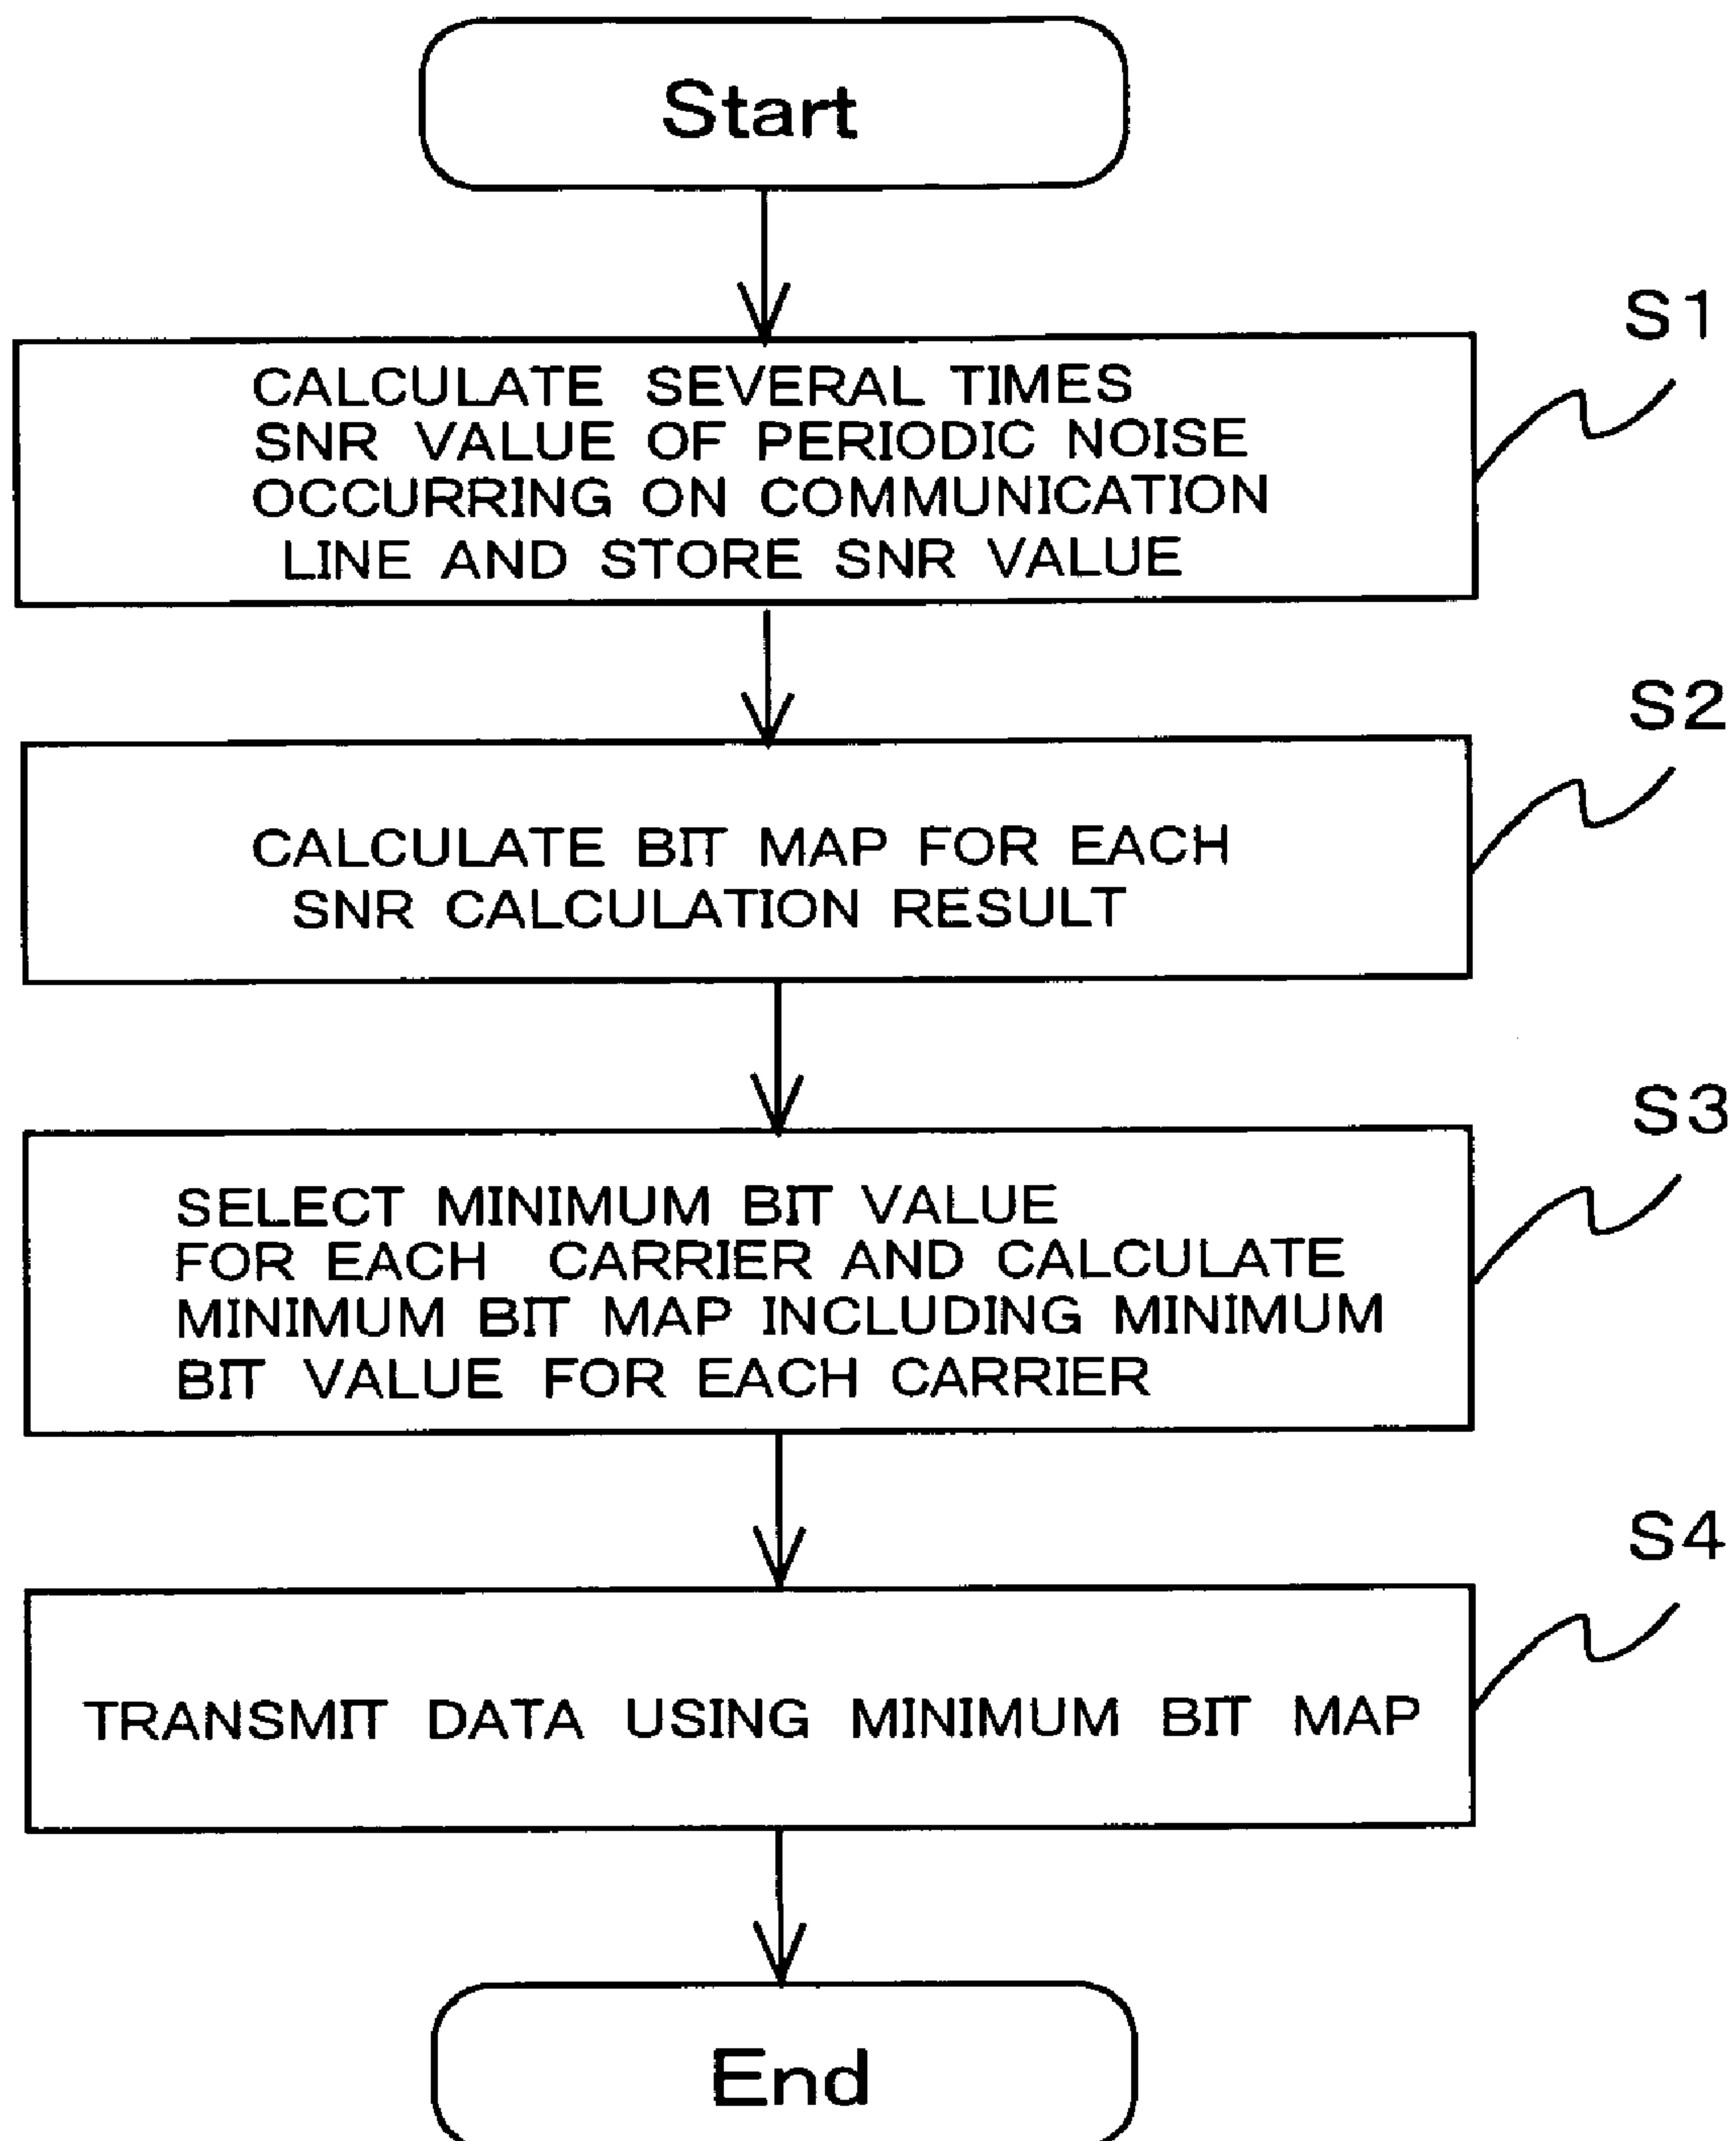 Start
S1
CALCULATE SEVERAL TIMES
SNR VALUE OF PERIODIC NOISE
OCCURRING ON COMMUNICATION
LINE AND STORE SNR VALUE
S2
CALCULATE BIT MAP FOR EACH
SNR CALCULATION RESULT
S3
SELECT MINIMUM BIT VALUE
FOR EACH CARRIER AND CALCULATE
MINIMUM BIT MAP INCLUDING MINIMUM
BIT VALUE FOR EACH CARRIER
S4
TRANSMIT DATA USING MINIMUM BIT MAP
End